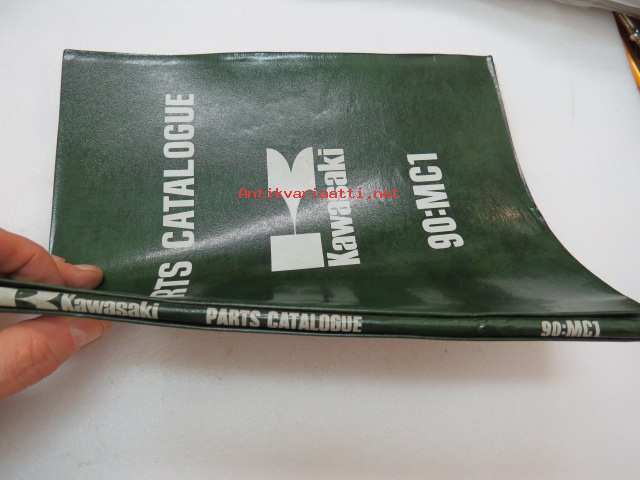 PARTS CATALOGUE
Kawasaki
90:MC1
Antikvariaatti.net
Kawasaki PARTS CATALOGUE 90:MC1